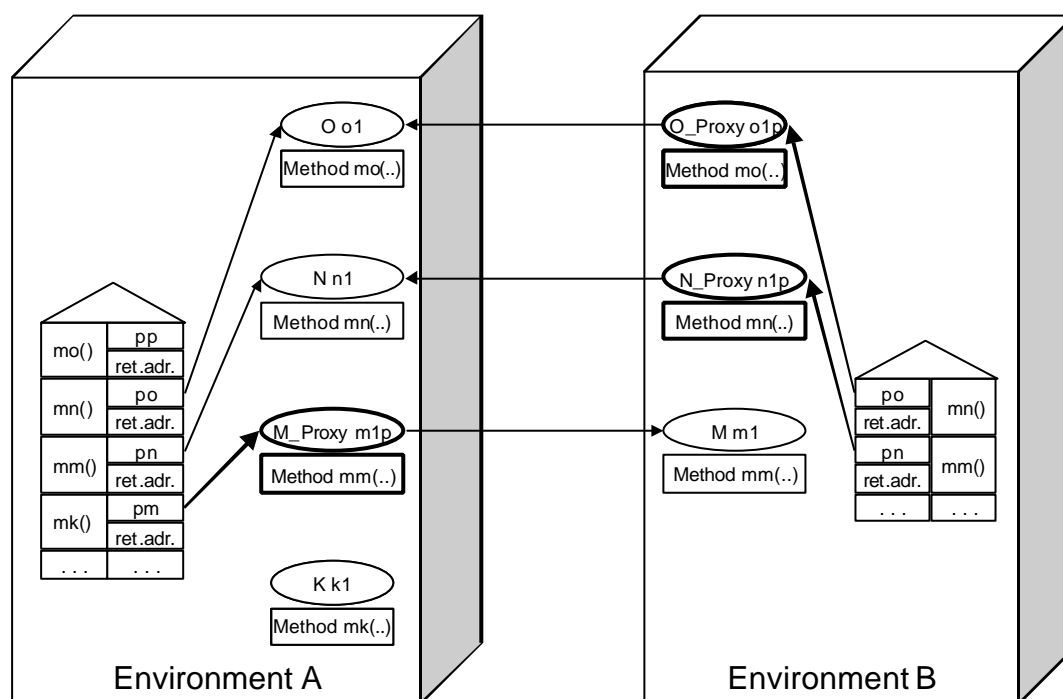 O o1
Method mo(..)
N n1
Method mn(..)
mo()
pp
ret.adr.
mn()
po
ret.adr.
mm()
pn
ret.adr.
mk()
pm
ret.adr.
. . .
. . .
M_Proxy m1p
Method mm(..)
K k1
Method mk(..)
Environment A
O_Proxy o1p
Method mo(..)
N_Proxy n1p
Method mn(..)
M m1
Method mm(..)
po
ret.adr.
mn()
pn
ret.adr.
mm()
. . .
. . .
Environment B